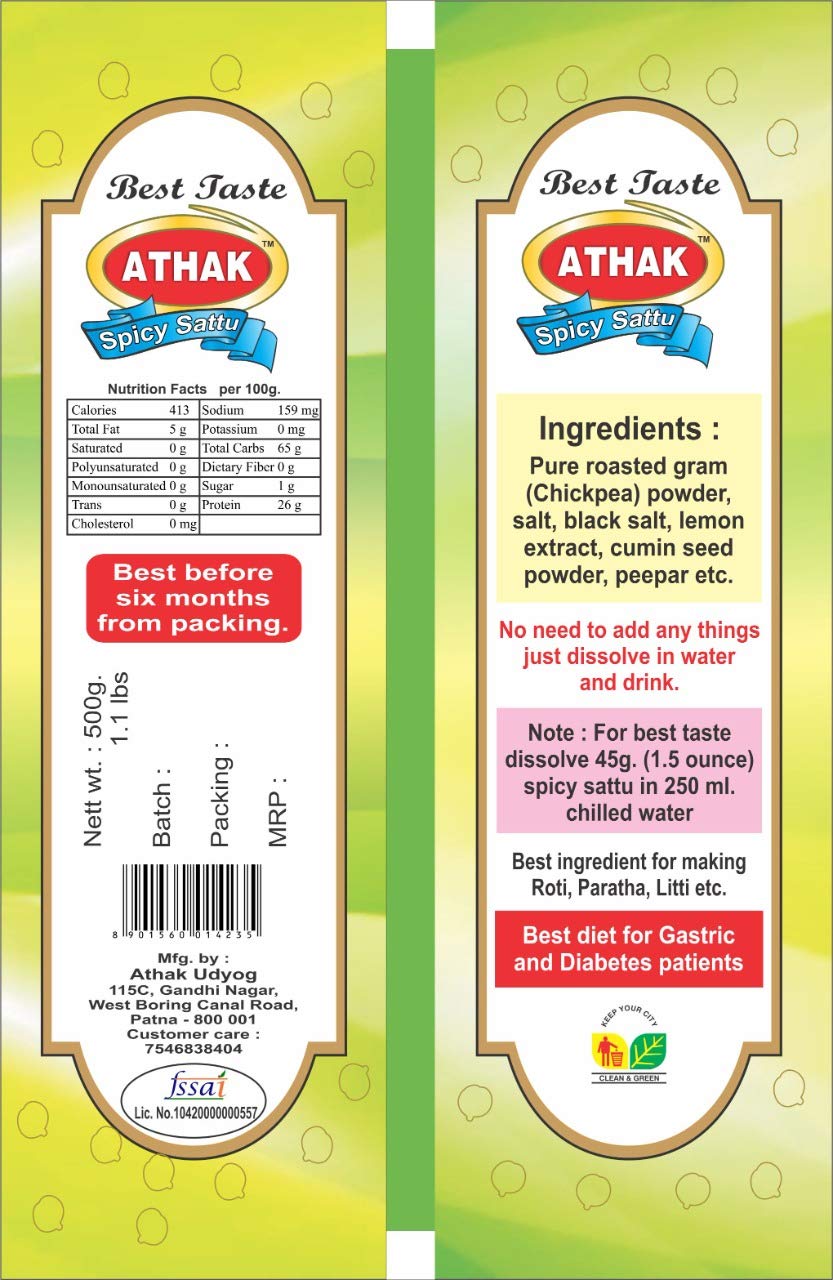 Best Taste
ATHAK TM
Spicy Sattu
Nutrition Facts per 100g.
Calories 413 Sodium 159 mg
Total Fat 5 g Potassium 0 mg
Saturated 0 g Total Carbs 65 g
Polyunsaturated 0 g Dietary Fiber 0 g
Monounsaturated 0 g Sugar 1 g
Trans 0 g Protein 26 g
Cholesterol 0 mg
Best before
six months
from packing.
Nett wt. : 500g.
1.1 lbs
Batch :
Packing :
MRP :
8 901560 014235
Mfg. by :
Athak Udyog
115C, Gandhi Nagar,
West Boring Canal Road,
Patna - 800 001
Customer care :
7546838404
fssai
Lic. No.10420000000557
Best Taste
ATHAK TM
Spicy Sattu
Ingredients :
Pure roasted gram
(Chickpea) powder,
salt, black salt, lemon
extract, cumin seed
powder, peepar etc.
No need to add any things
just dissolve in water
and drink.
Note : For best taste
dissolve 45g. (1.5 ounce)
spicy sattu in 250 ml.
chilled water
Best ingredient for making
Roti, Paratha, Litti etc.
Best diet for Gastric
and Diabetes patients
KEEP YOUR CITY
CLEAN & GREEN